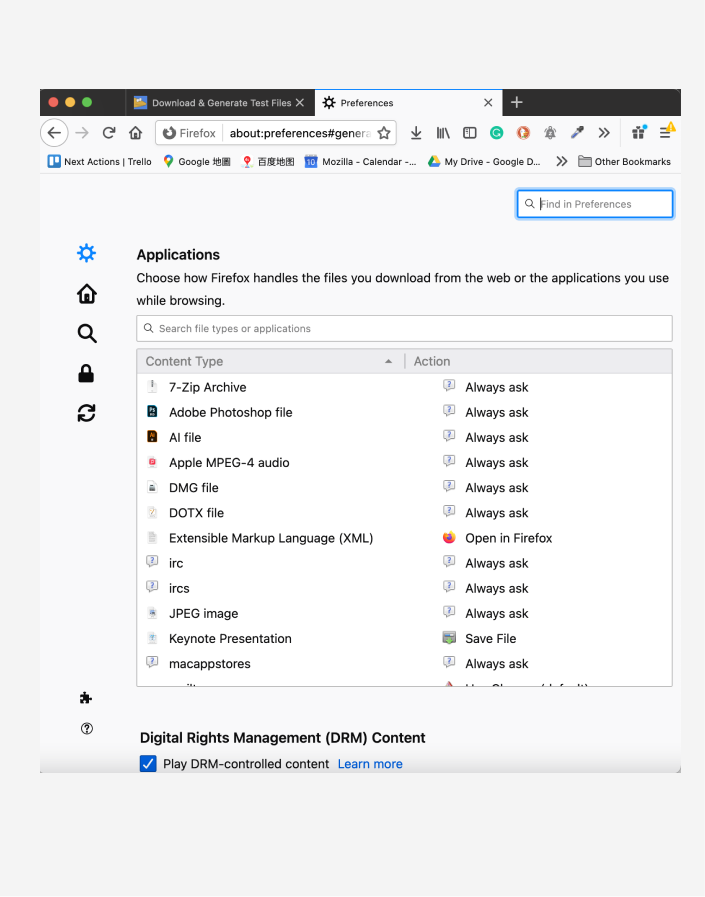 Download & Generate Test Files
Preferences
Firefox about:preferences#genera
Next Actions | Trello Google 地圖 百度地图 10 Mozilla - Calendar -... My Drive - Google D... Other Bookmarks
Find in Preferences
Applications
Choose how Firefox handles the files you download from the web or the applications you use
while browsing.
Search file types or applications
Content Type Action
7-Zip Archive Always ask
Adobe Photoshop file Always ask
AI file Always ask
Apple MPEG-4 audio Always ask
DMG file Always ask
DOTX file Always ask
Extensible Markup Language (XML) Open in Firefox
irc Always ask
ircs Always ask
JPEG image Always ask
Keynote Presentation Save File
macappstores Always ask
Digital Rights Management (DRM) Content
Play DRM-controlled content Learn more